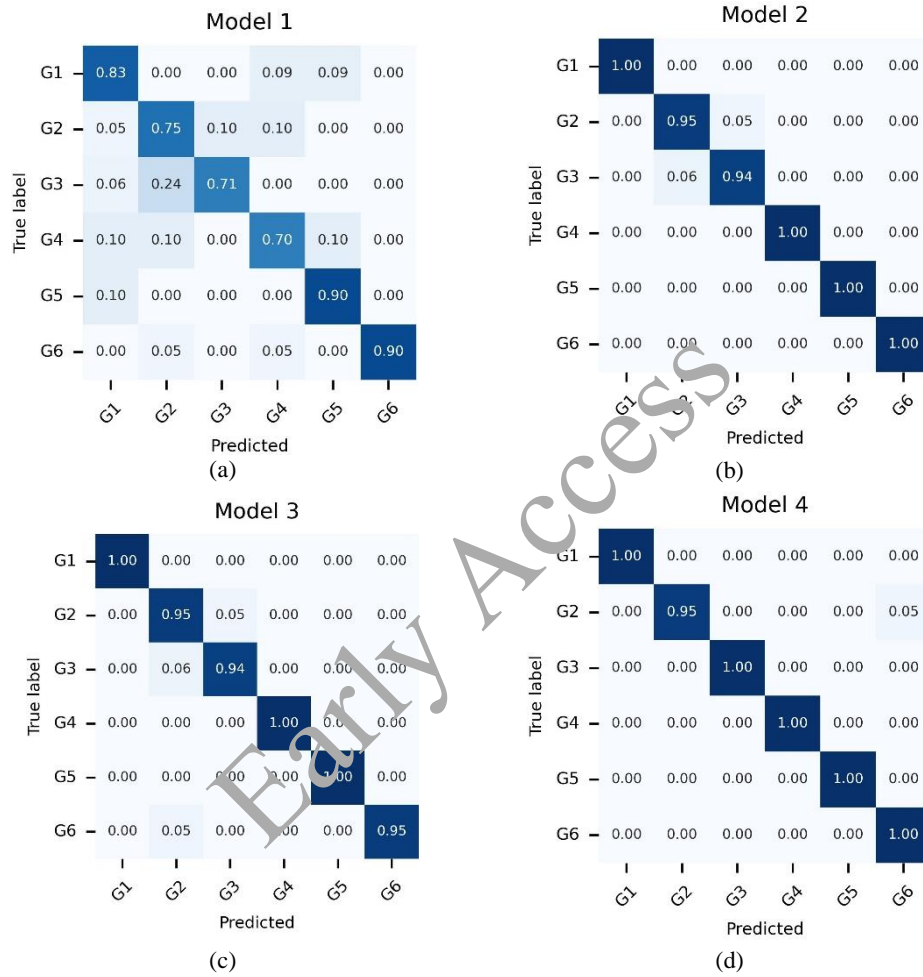 Model 1
G1 0.83 0.00 0.00 0.09 0.09 0.00
G2 0.05 0.75 0.10 0.10 0.00 0.00
G3 0.06 0.24 0.71 0.00 0.00 0.00
G4 0.10 0.10 0.00 0.70 0.10 0.00
G5 0.10 0.00 0.00 0.00 0.90 0.00
G6 0.00 0.05 0.00 0.05 0.00 0.90
True label
G1 G2 G3 G4 G5 G6
Predicted
(a)
Model 2
G1 1.00 0.00 0.00 0.00 0.00 0.00
G2 0.00 0.95 0.05 0.00 0.00 0.00
G3 0.00 0.06 0.94 0.00 0.00 0.00
G4 0.00 0.00 0.00 1.00 0.00 0.00
G5 0.00 0.00 0.00 0.00 1.00 0.00
G6 0.00 0.00 0.00 0.00 0.00 1.00
True label
G1 G2 G3 G4 G5 G6
Predicted
(b)
Model 3
G1 1.00 0.00 0.00 0.00 0.00 0.00
G2 0.00 0.95 0.05 0.00 0.00 0.00
G3 0.00 0.06 0.94 0.00 0.00 0.00
G4 0.00 0.00 0.00 1.00 0.00 0.00
G5 0.00 0.00 0.00 0.00 1.00 0.00
G6 0.00 0.05 0.00 0.00 0.00 0.95
True label
G1 G2 G3 G4 G5 G6
Predicted
(c)
Model 4
G1 1.00 0.00 0.00 0.00 0.00 0.00
G2 0.00 0.95 0.00 0.00 0.00 0.05
G3 0.00 0.00 1.00 0.00 0.00 0.00
G4 0.00 0.00 0.00 1.00 0.00 0.00
G5 0.00 0.00 0.00 0.00 1.00 0.00
G6 0.00 0.00 0.00 0.00 0.00 1.00
True label
G1 G2 G3 G4 G5 G6
Predicted
(d)
Early Access